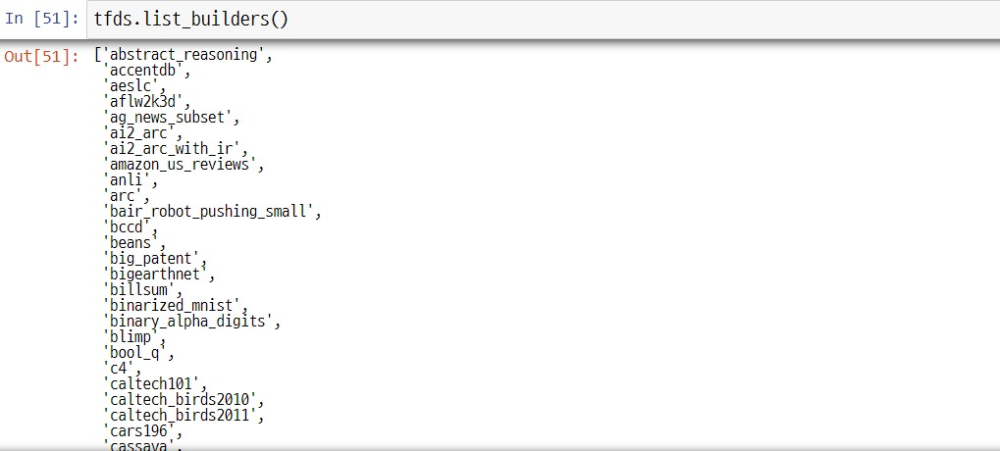 In [51]: tfds.list_builders()
Out[51]: ['abstract_reasoning',
'accentdb',
'aeslc',
'aflw2k3d',
'ag_news_subset',
'ai2_arc',
'ai2_arc_with_ir',
'amazon_us_reviews',
'anli',
'arc',
'bair_robot_pushing_small',
'bccd',
'beans',
'big_patent',
'bigearthnet',
'billsum',
'binarized_mnist',
'binary_alpha_digits',
'blimp',
'bool_q',
'c4',
'caltech101',
'caltech_birds2010',
'caltech_birds2011',
'cars196',
'cassava',